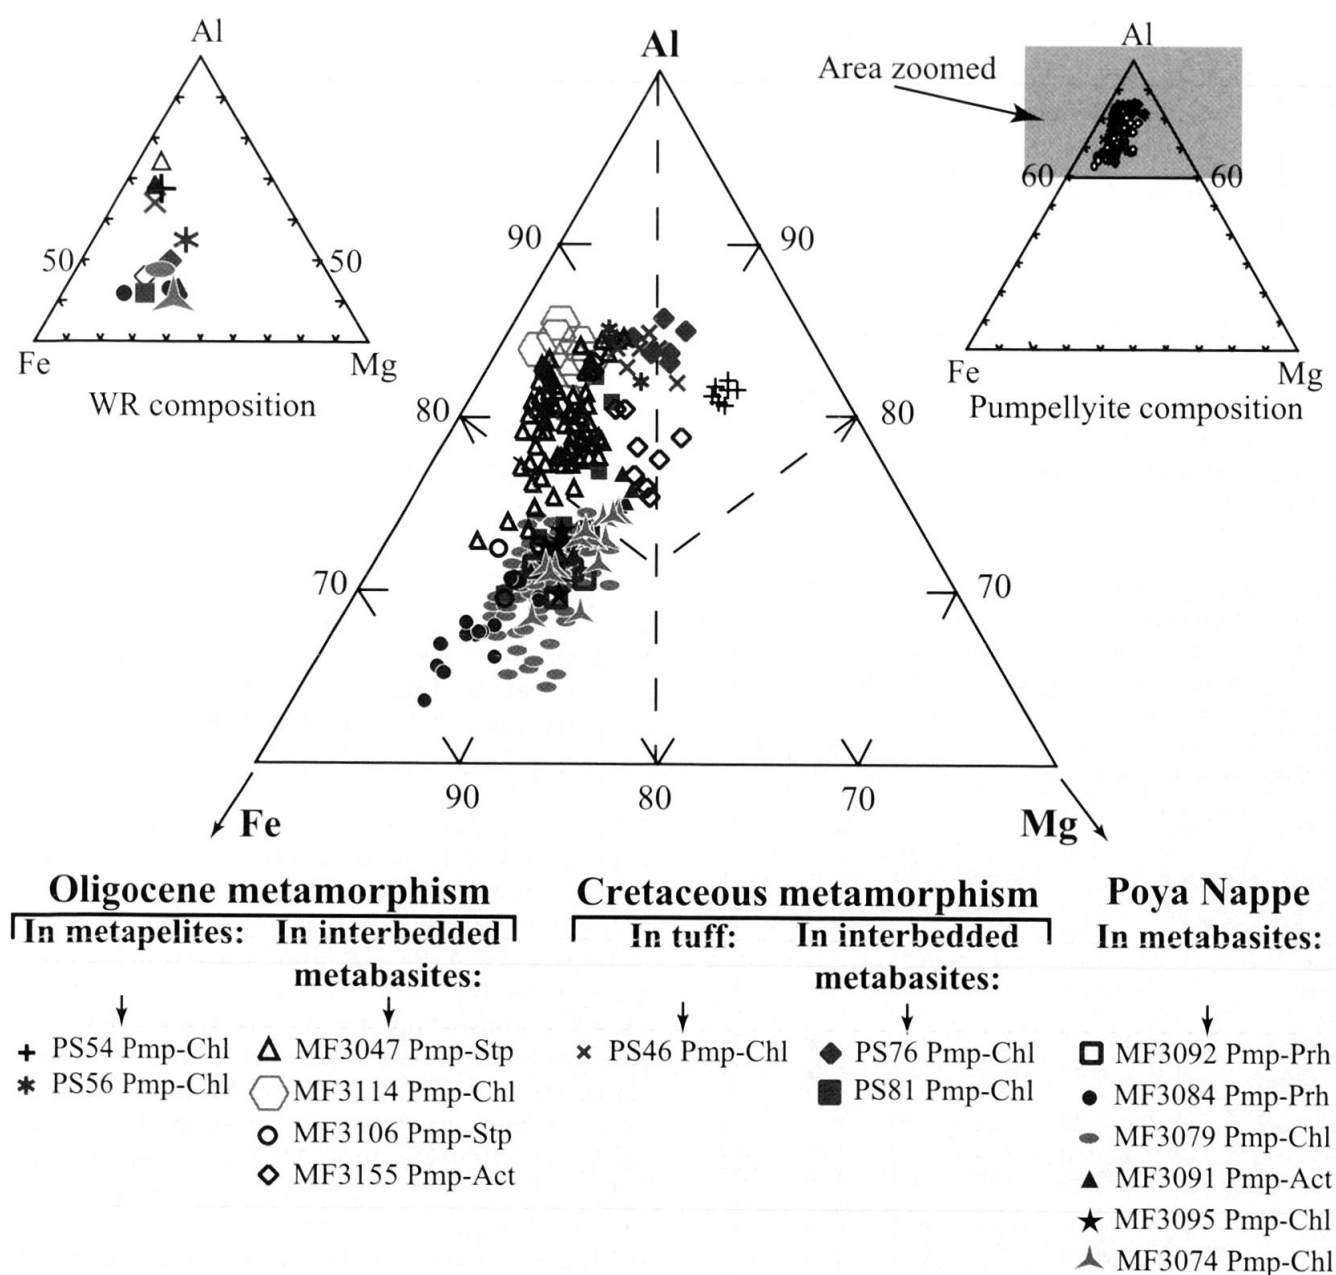 Al
50
50
Fe
Mg
WR composition
Al
90
90
80
80
70
70
90
80
70
Fe
Mg
Area zoomed
Al
60
60
Fe
Mg
Pumpellyite composition
Oligocene metamorphism
In metapelites:
PS54 Pmp-Chl
PS56 Pmp-Chl
In interbedded
metabasites:
MF3047 Pmp-Stp
MF3114 Pmp-Chl
MF3106 Pmp-Stp
MF3155 Pmp-Act
Cretaceous metamorphism
In tuff:
PS46 Pmp-Chl
In interbedded
metabasites:
PS76 Pmp-Chl
PS81 Pmp-Chl
Poya Nappe
In metabasites:
MF3092 Pmp-Prh
MF3084 Pmp-Prh
MF3079 Pmp-Chl
MF3091 Pmp-Act
MF3095 Pmp-Chl
MF3074 Pmp-Chl